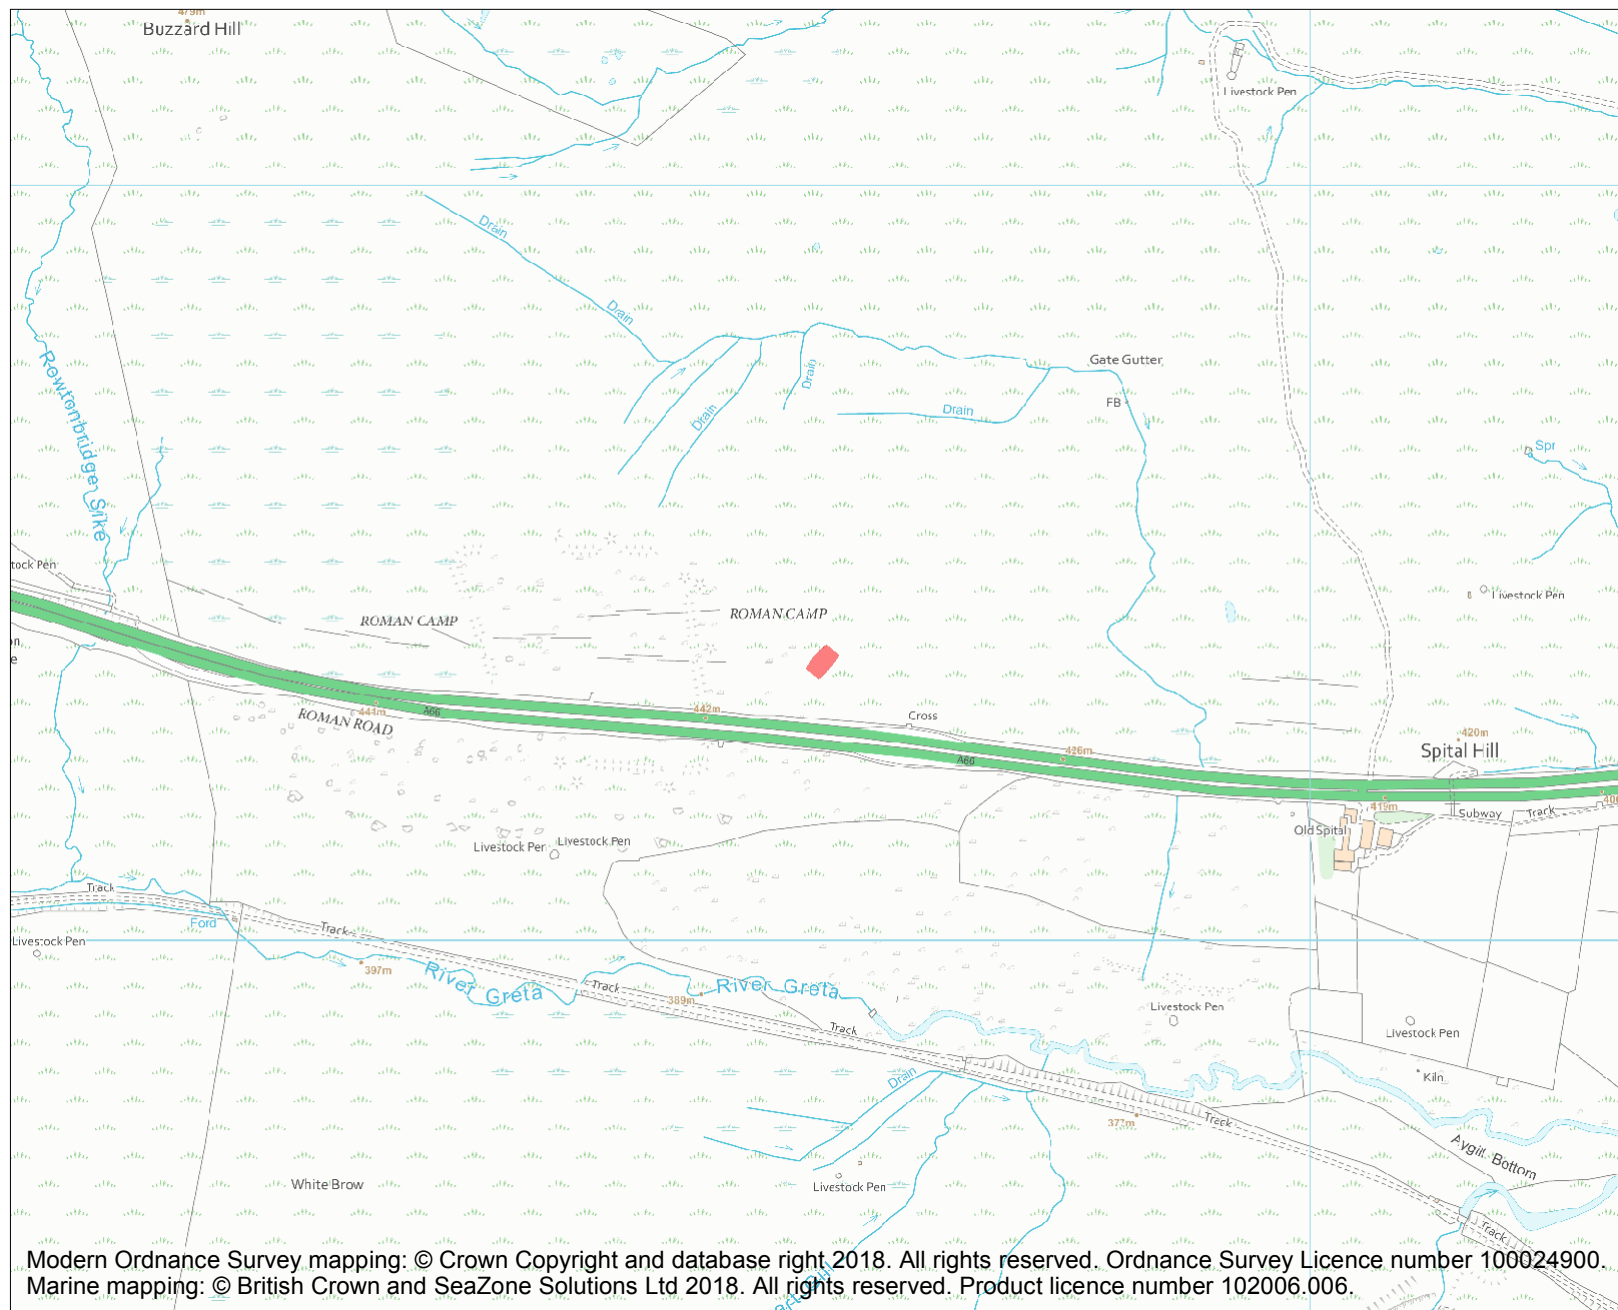 479m
Buzzard Hill
Livestock Pen
Drain
Drain
Rowtonbridge Sike
Drain
Drain
Drain
Gate Gutter
FB
Spr
tock Pen
Livestock Pen
ROMAN CAMP
ROMAN CAMP
on
e
444m
A66
442m
Cross
ROMAN ROAD
A66
426m
420m
Spital Hill
419m
Subway
Track
406
Old Spital
Livestock Pen
Livestock Pen
Track
Ford
Track
Livestock Pen
397m
River Greta
Track
389m
River Greta
Track
Livestock Pen
Livestock Pen
Drain
Kiln
Track
Aygill Bottom
White Brow
Livestock Pen
Track
Modern Ordnance Survey mapping: © Crown Copyright and database right 2018. All rights reserved. Ordnance Survey Licence number 100024900.
Marine mapping: © British Crown and SeaZone Solutions Ltd 2018. All rights reserved. Product licence number 102006.006.